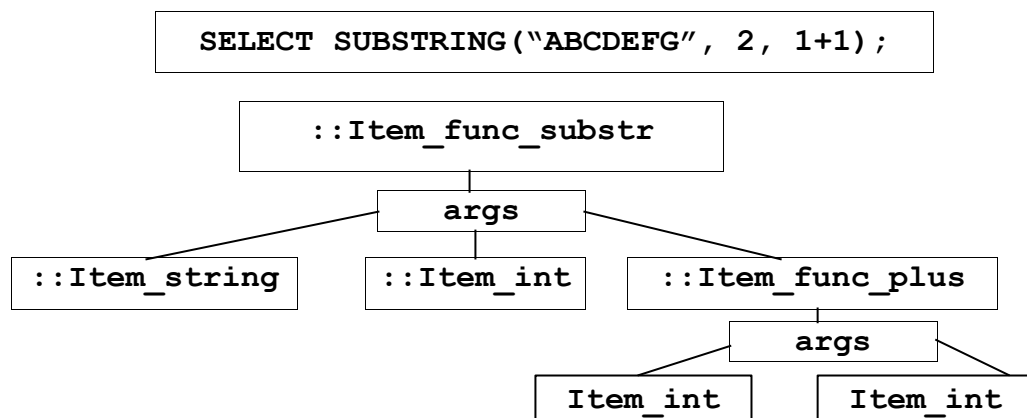 SELECT SUBSTRING(“ABCDEFG”, 2, 1+1);
::Item_func_substr
args
::Item_string
::Item_int
::Item_func_plus
args
Item_int
Item_int